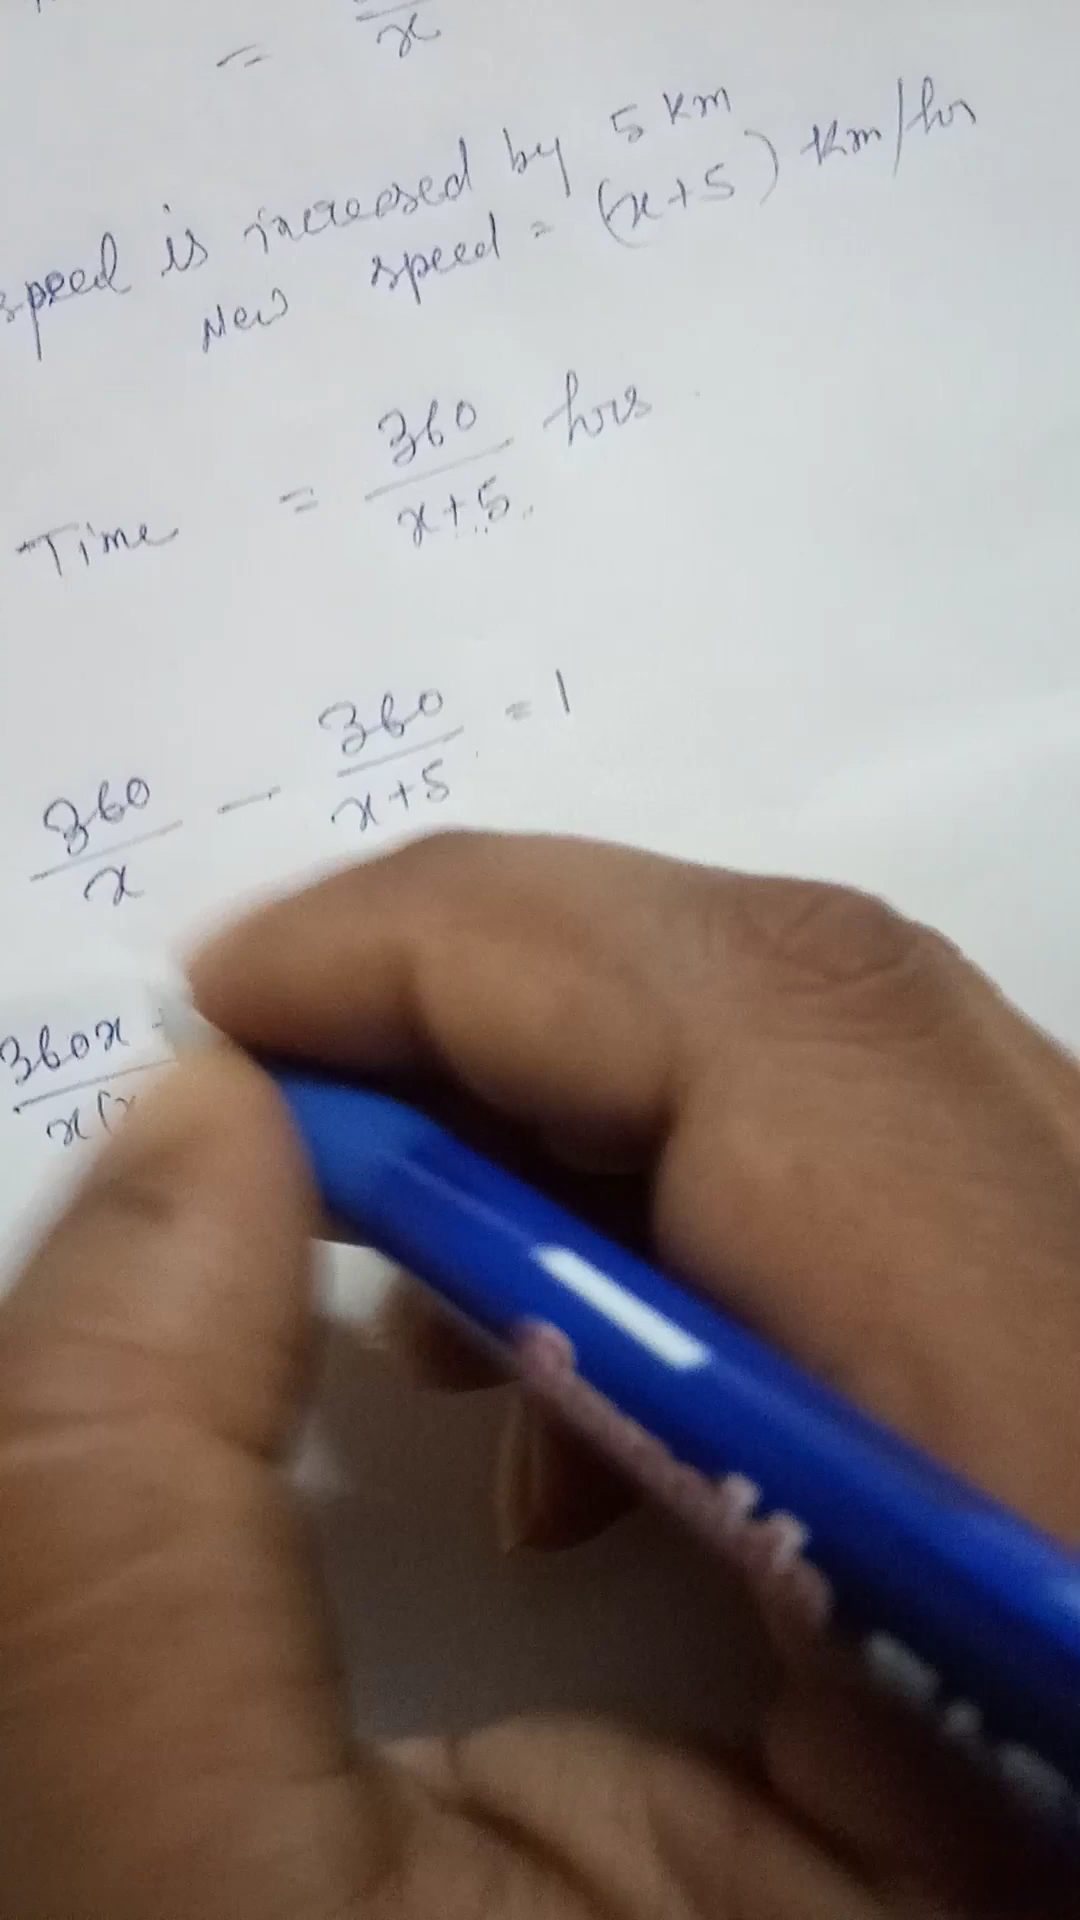 = x
speed is increased by 5 km
New speed = (x+5) km/hr
Time = 360/x+5 hrs
360/x - 360/x+5 = 1
360x
x(x